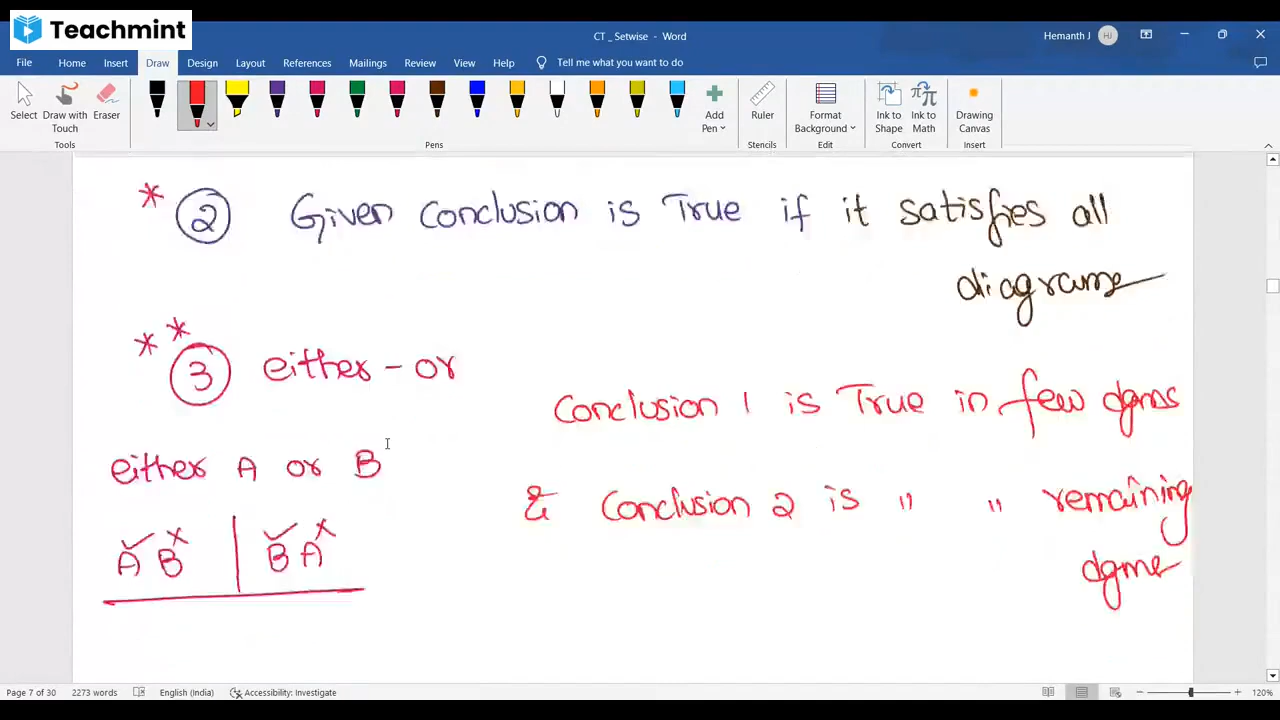 Teachmint
CT _ Setwise - Word
Hemanth J HJ
File Home Insert Draw Design Layout References Mailings Review View Help Tell me what you want to do
Select Draw with Touch Eraser Add Pen Ruler Format Background Ink to Shape Ink to Math Drawing Canvas
Tools Pens Stencils Edit Convert Insert
* 2 Given conclusion is True if it satisfies all
diagrams
** 3 either - or
Conclusion 1 is True in few dgms
either A or B
& Conclusion 2 is " " remaining
dgms
A B | B A
Page 7 of 30 2273 words English (India) Accessibility: Investigate 120%